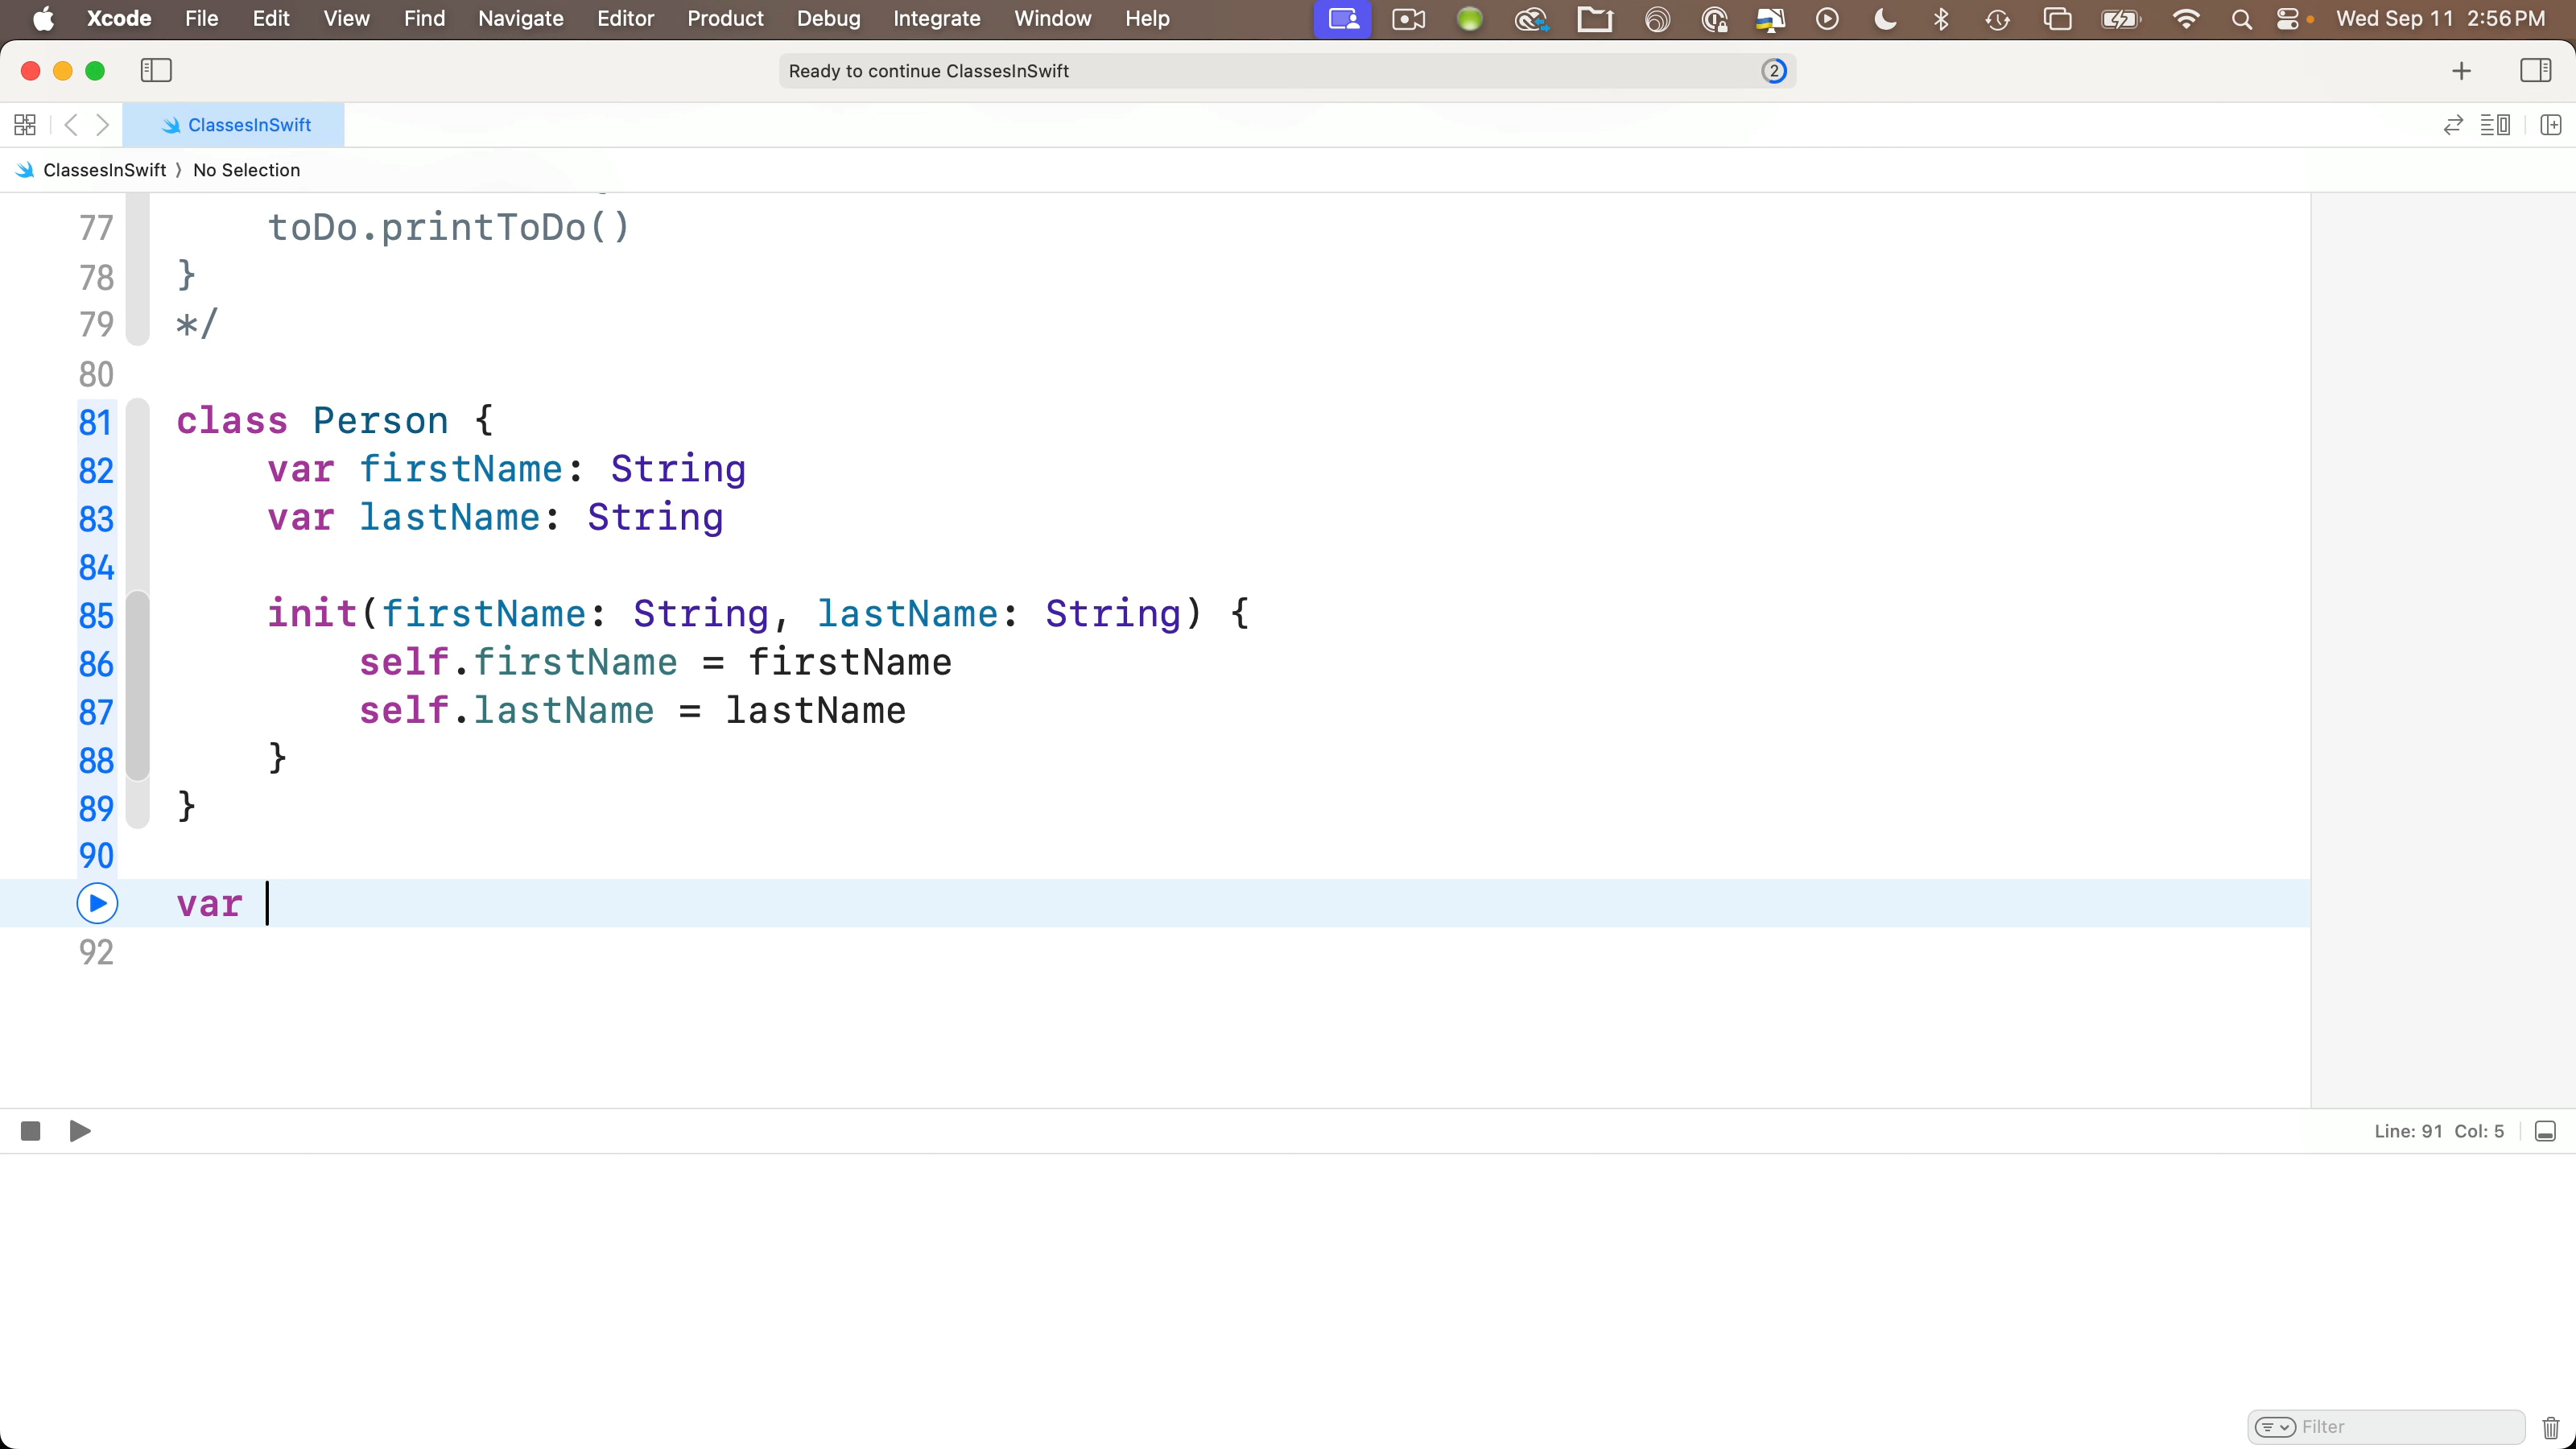 Xcode File Edit View Find Navigate Editor Product Debug Integrate Window Help Wed Sep 11 2:56 PM
Ready to continue ClassesInSwift 2
ClassesInSwift
ClassesInSwift ⟩ No Selection
77 toDo.printToDo()
78 }
79 */
80
81 class Person {
82 var firstName: String
83 var lastName: String
84
85 init(firstName: String, lastName: String) {
86 self.firstName = firstName
87 self.lastName = lastName
88 }
89 }
90
var
92
Line: 91 Col: 5
Filter